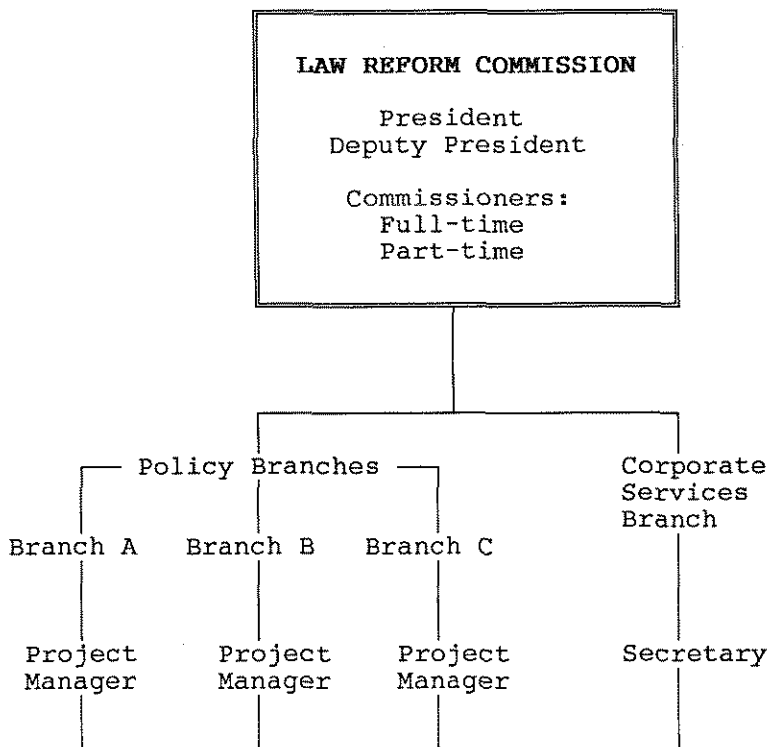 LAW REFORM COMMISSION
President
Deputy President
Commissioners:
Full-time
Part-time
Policy Branches
Corporate
Services
Branch
Branch A
Branch B
Branch C
Project
Manager
Project
Manager
Project
Manager
Secretary